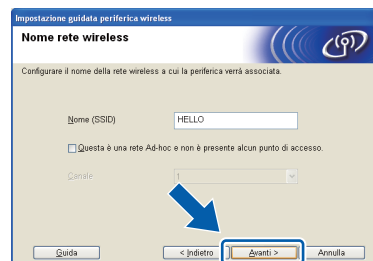 Impostazione guidata periferica wireless
Nome rete wireless
Configurare il nome della rete wireless a cui la periferica verrà associata.
Nome (SSID)
HELLO
Questa è una rete Ad-hoc e non è presente alcun punto di accesso.
Canale
1
Guida
< Indietro
Avanti >
Annulla